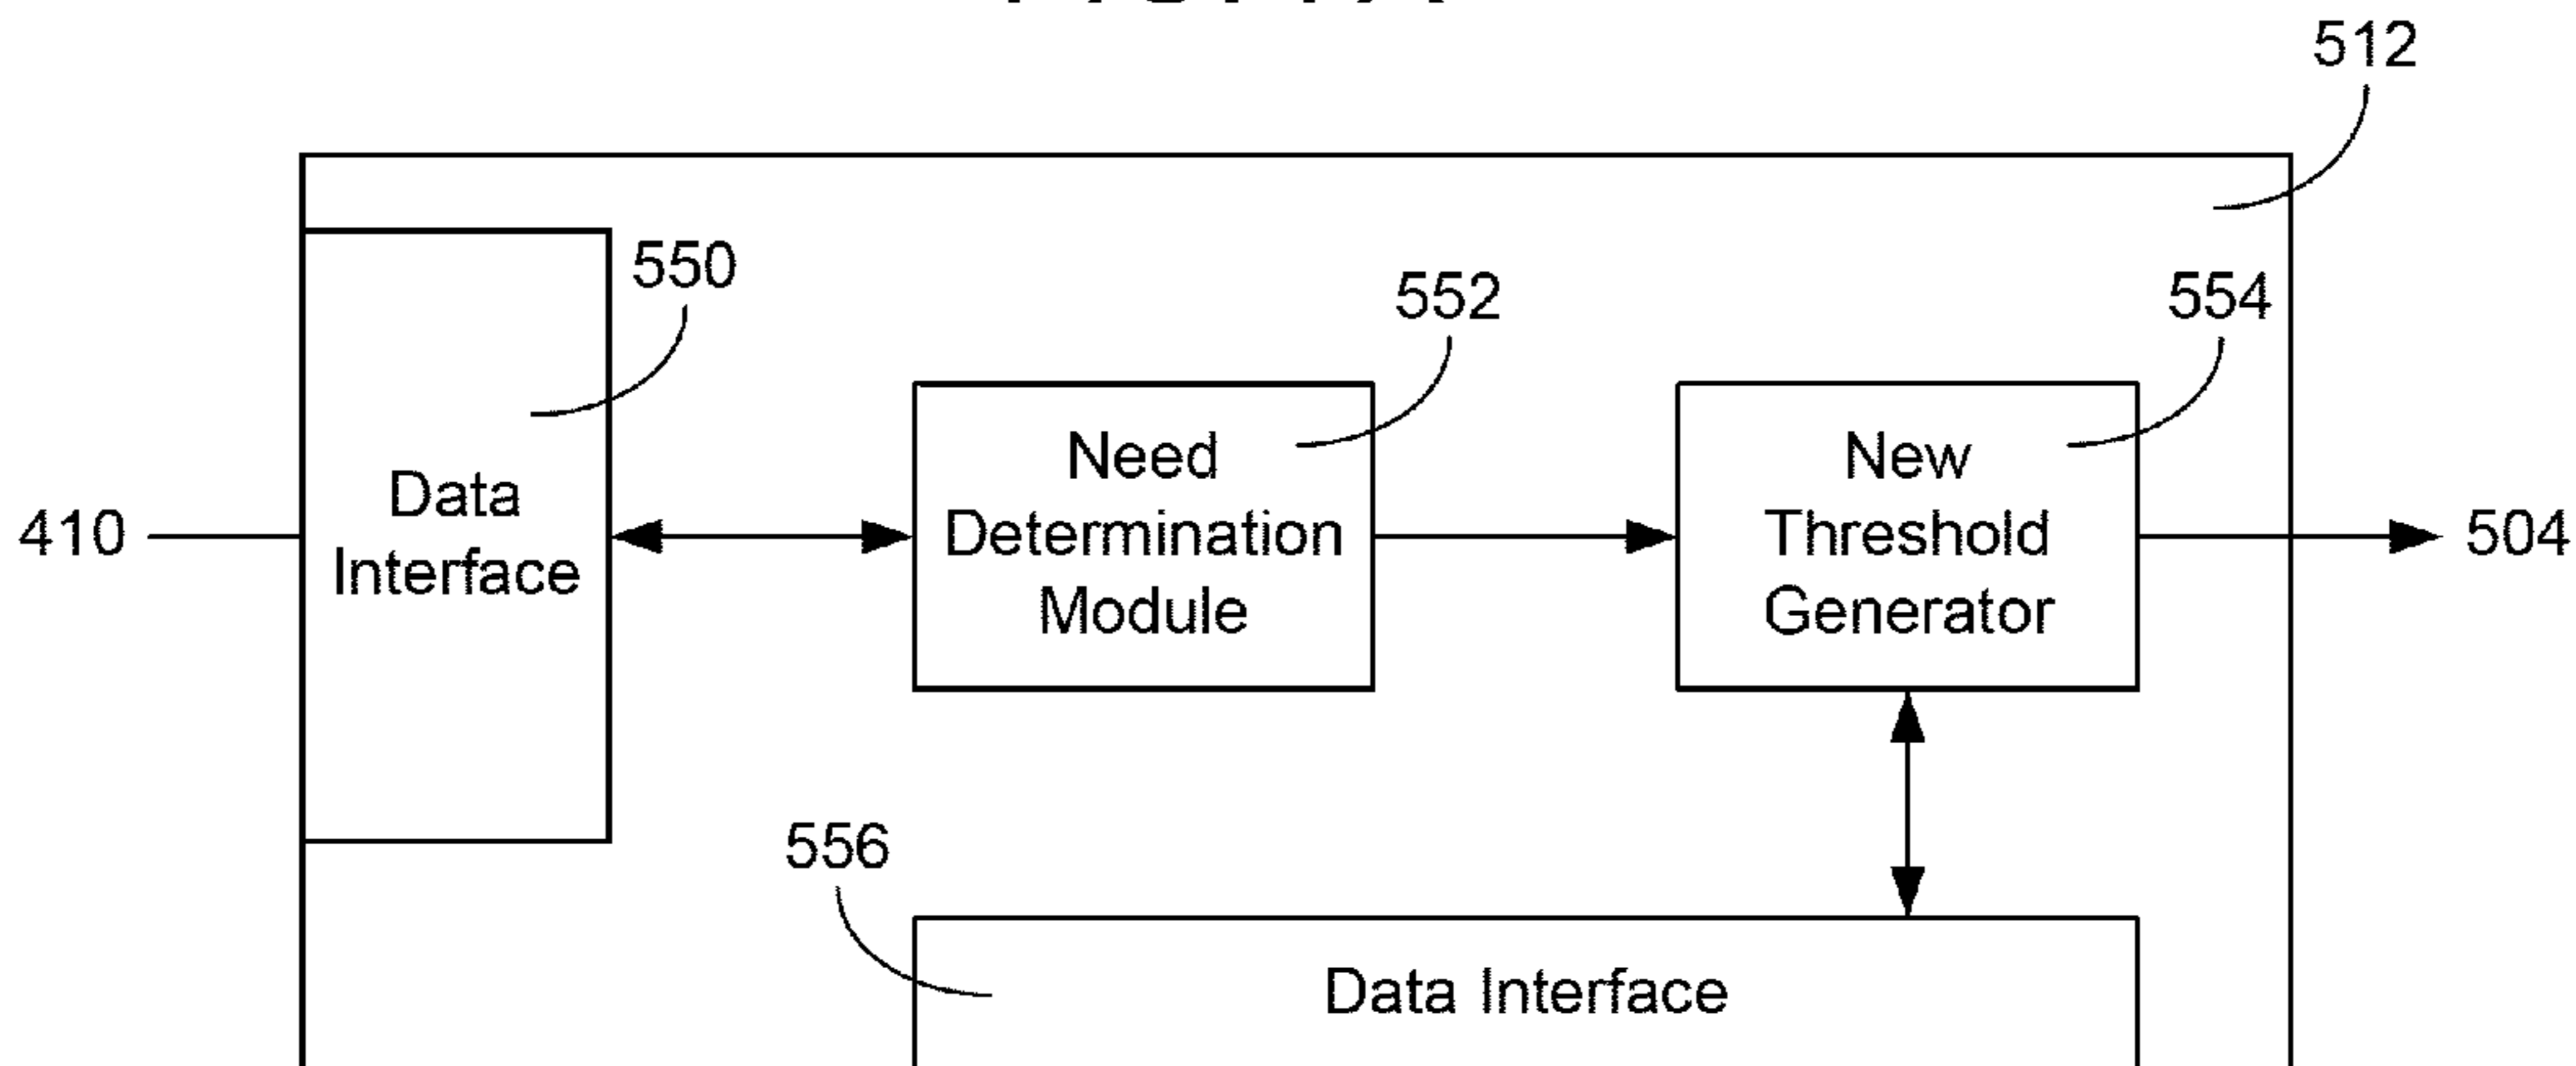 512
550
552
554
Data
Interface
Need
Determination
Module
New
Threshold
Generator
410
504
556
Data Interface